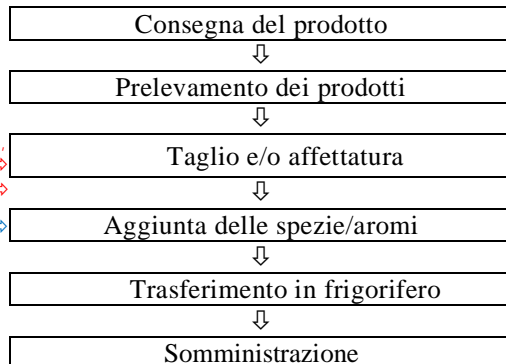 Consegna del prodotto
Prelevamento dei prodotti
Taglio e/o affettatura
Aggiunta delle spezie/aromi
Trasferimento in frigorifero
Somministrazione